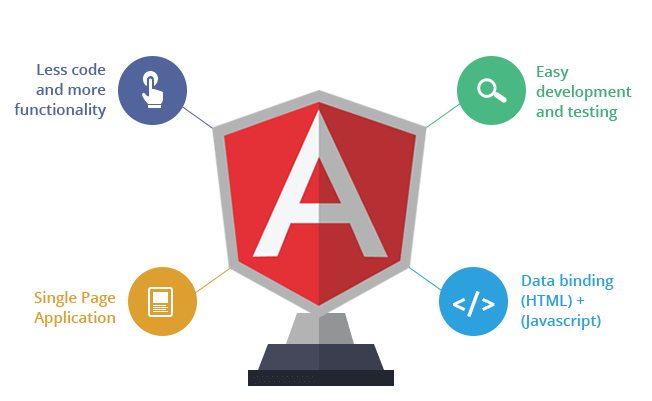 Less code
and more
functionality
Easy
development
and testing
A
Single Page
Application
</>
Data binding
(HTML) +
(Javascript)